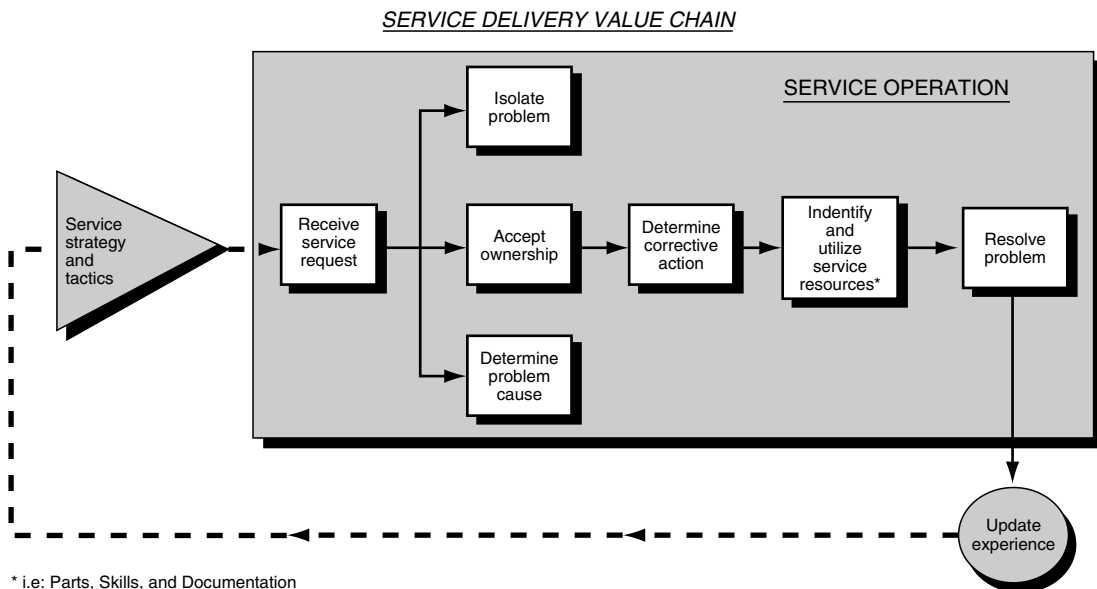 SERVICE DELIVERY VALUE CHAIN
SERVICE OPERATION
Isolate
problem
Service
strategy
and
tactics
Receive
service
request
Accept
ownership
Determine
corrective
action
Indentify
and
utilize
service
resources*
Resolve
problem
Determine
problem
cause
Update
experience
* i.e: Parts, Skills, and Documentation